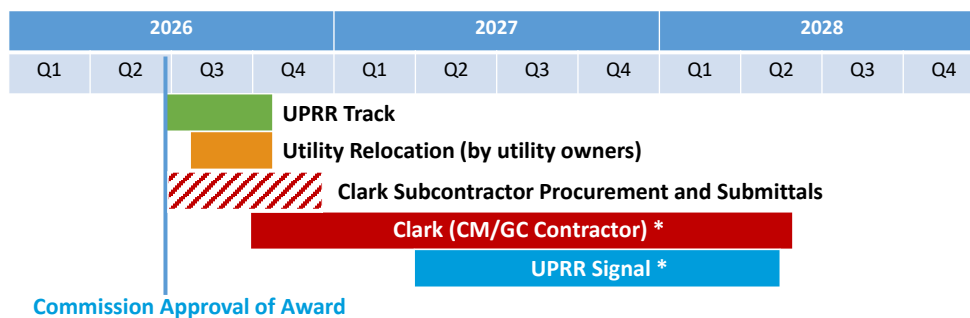 2026 2027 2028
Q1 Q2 Q3 Q4 Q1 Q2 Q3 Q4 Q1 Q2 Q3 Q4
UPRR Track
Utility Relocation (by utility owners)
Clark Subcontractor Procurement and Submittals
Clark (CM/GC Contractor) *
UPRR Signal *
Commission Approval of Award